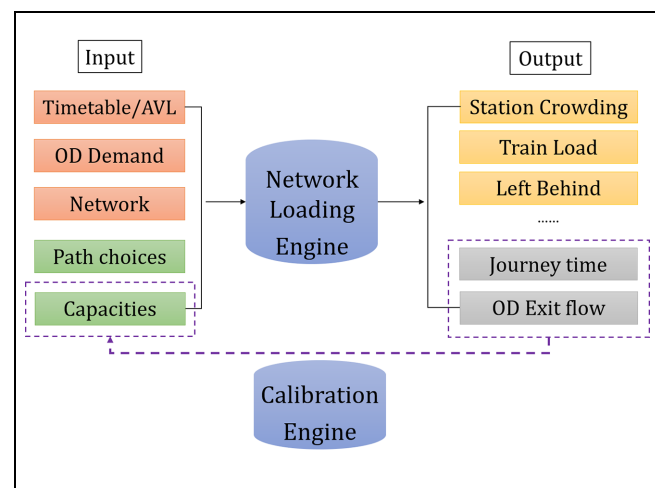 Input
Timetable/AVL
OD Demand
Network
Path choices
Capacities
Network
Loading
Engine
Output
Station Crowding
Train Load
Left Behind
......
Journey time
OD Exit flow
Calibration
Engine